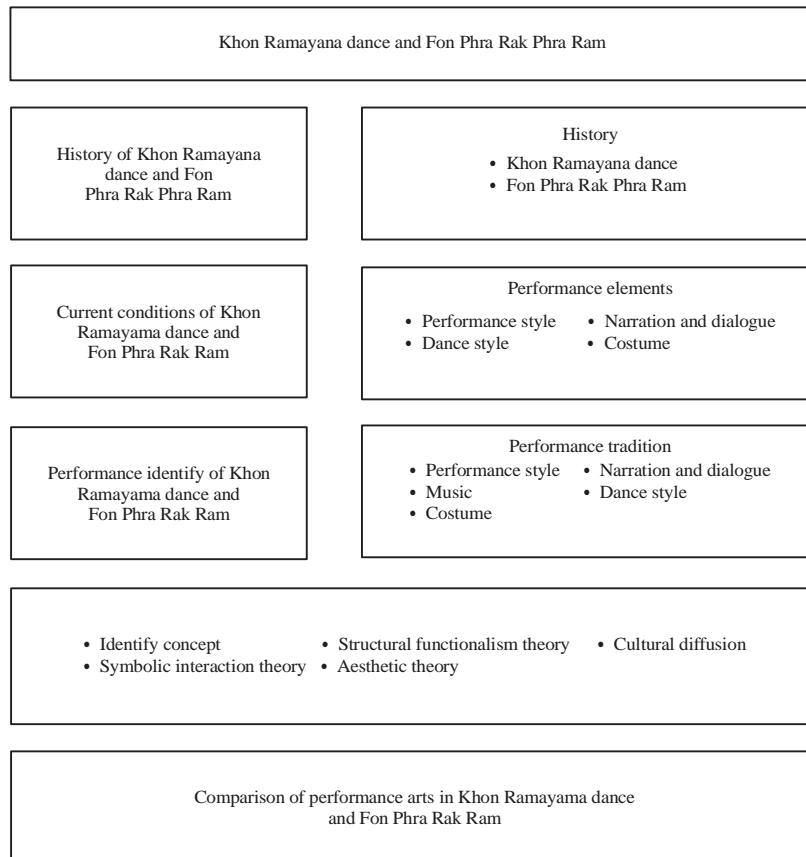 Khon Ramayana dance and Fon Phra Rak Phra Ram
History of Khon Ramayana
dance and Fon
Phra Rak Phra Ram
History
• Khon Ramayana dance
• Fon Phra Rak Phra Ram
Current conditions of Khon
Ramayama dance and
Fon Phra Rak Ram
Performance elements
• Performance style • Narration and dialogue
• Dance style • Costume
Performance identify of Khon
Ramayama dance and
Fon Phra Rak Ram
Performance tradition
• Performance style • Narration and dialogue
• Music • Dance style
• Costume
• Identify concept • Structural functionalism theory • Cultural diffusion
• Symbolic interaction theory • Aesthetic theory
Comparison of performance arts in Khon Ramayama dance
and Fon Phra Rak Ram